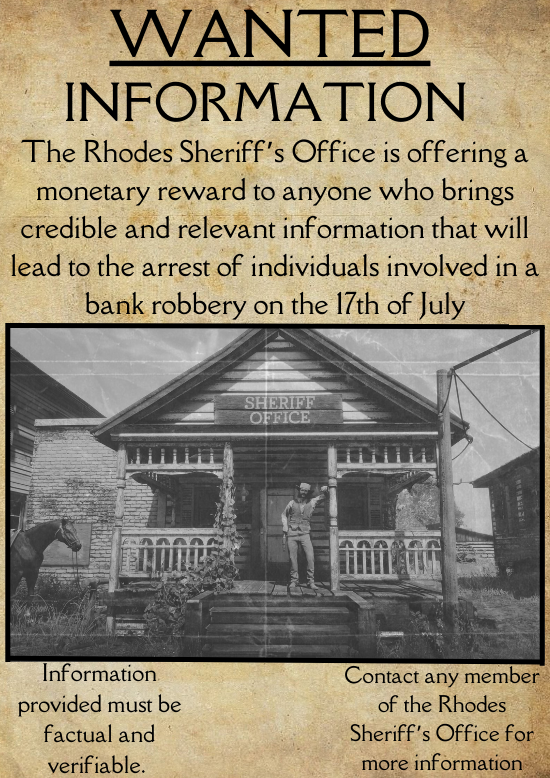 WANTED
INFORMATION
The Rhodes Sheriff's Office is offering a
monetary reward to anyone who brings
credible and relevant information that will
lead to the arrest of individuals involved in a
bank robbery on the 17th of July
SHERIFF
OFFICE
Information
provided must be
factual and
verifiable.
Contact any member
of the Rhodes
Sheriff's Office for
more information